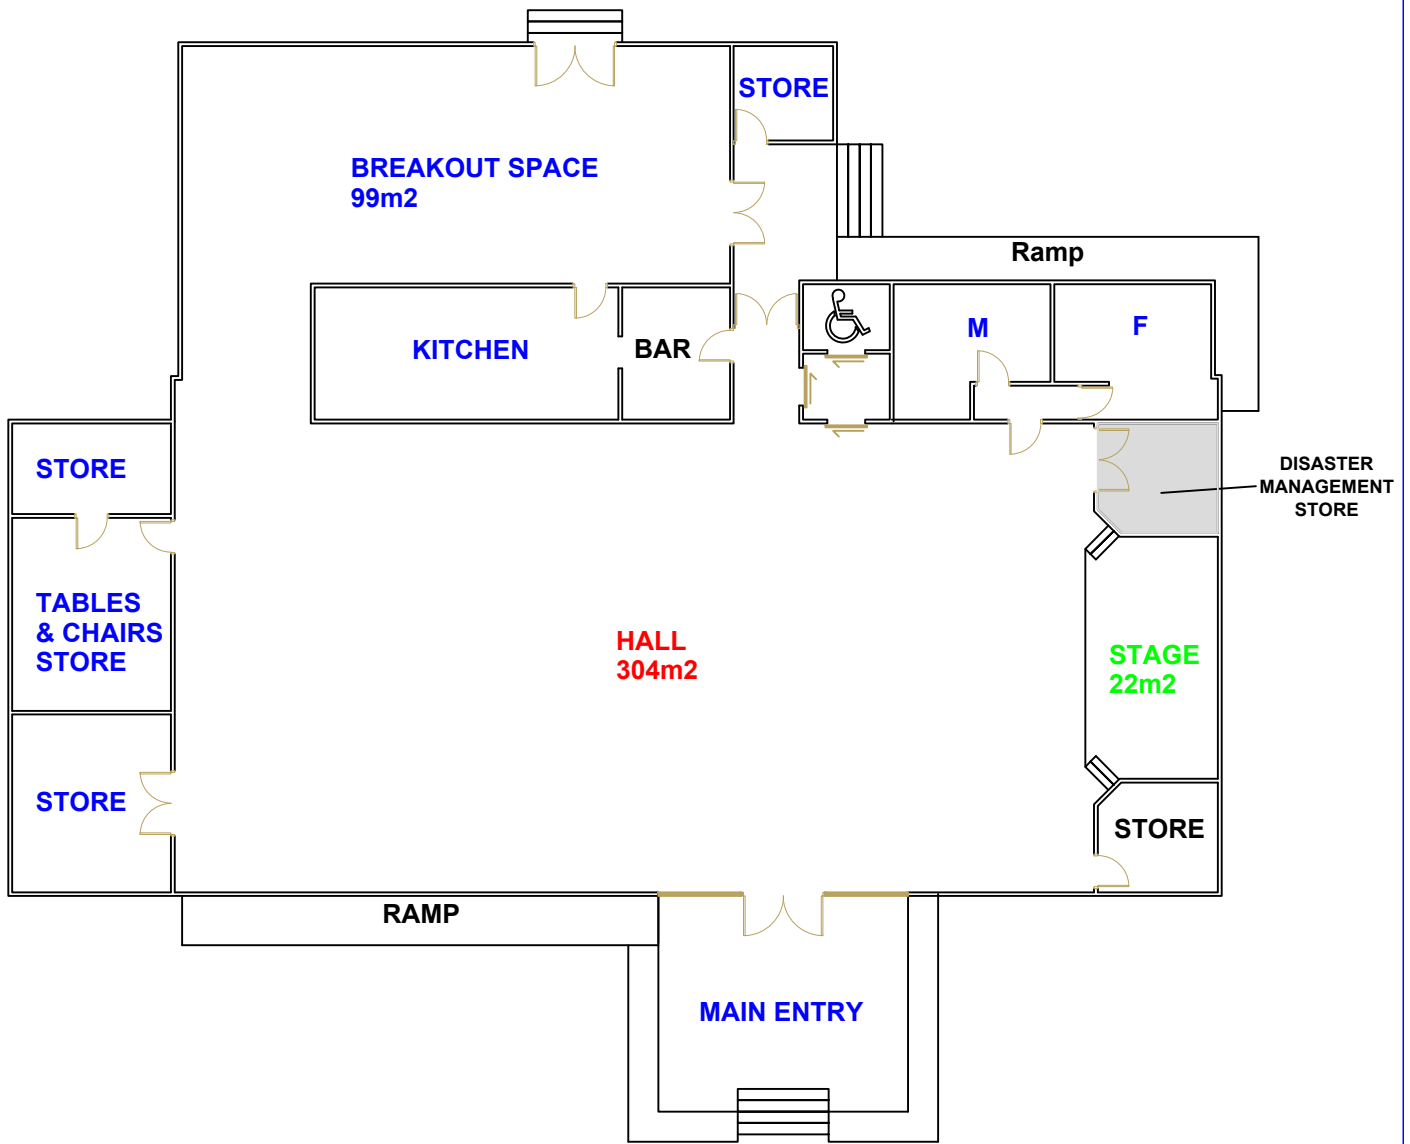 STORE
BREAKOUT SPACE
99m2
Ramp
M
F
KITCHEN
BAR
STORE
DISASTER
MANAGEMENT
STORE
TABLES
& CHAIRS
STORE
HALL
304m2
STAGE
22m2
STORE
STORE
RAMP
MAIN ENTRY